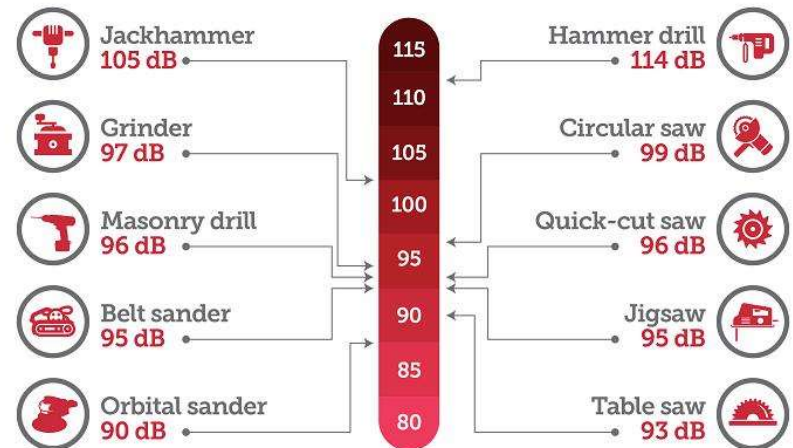 Jackhammer
105 dB
Grinder
97 dB
Masonry drill
96 dB
Belt sander
95 dB
Orbital sander
90 dB
115
110
105
100
95
90
85
80
Hammer drill
114 dB
Circular saw
99 dB
Quick-cut saw
96 dB
Jigsaw
95 dB
Table saw
93 dB